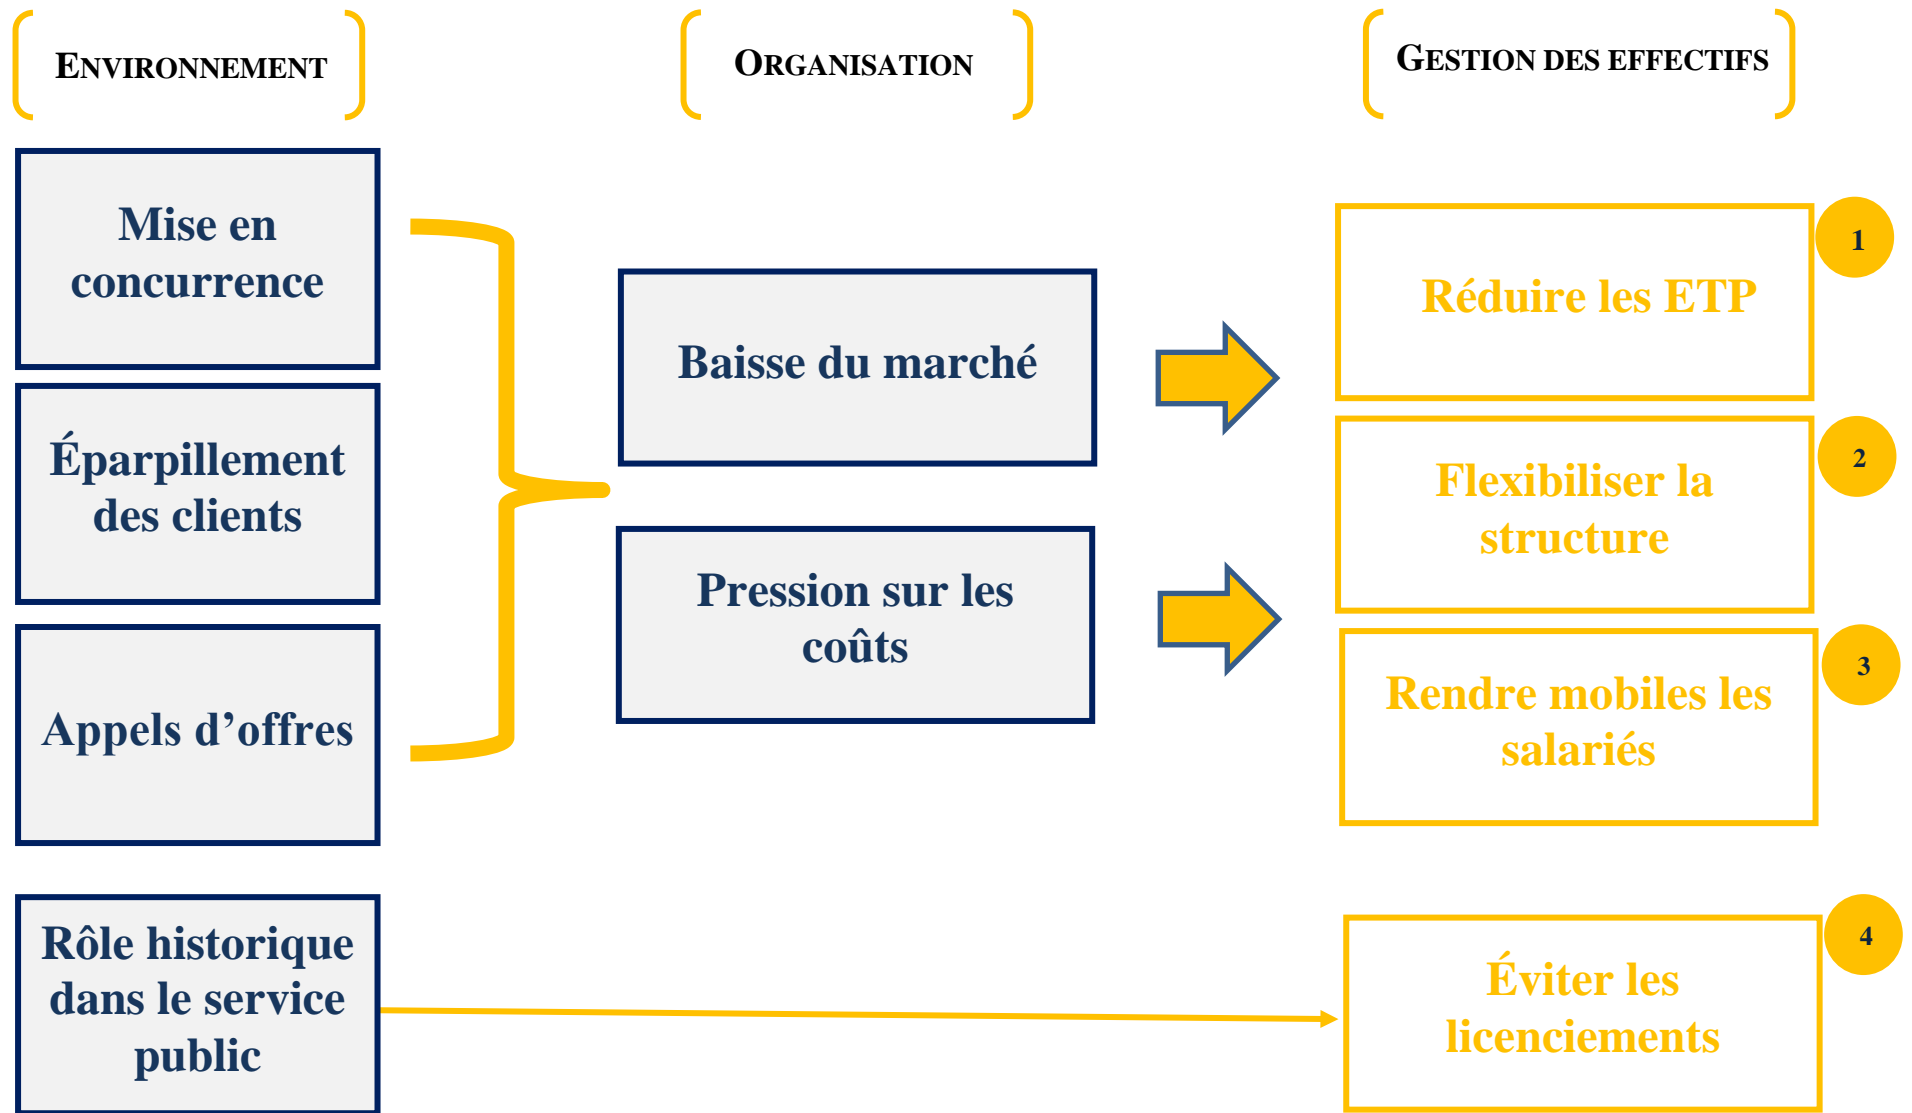 ENVIRONNEMENT
ORGANISATION
GESTION DES EFFECTIFS
Mise en
concurrence
Éparpillement
des clients
Appels d’offres
Rôle historique
dans le service
public
Baisse du marché
Pression sur les
coûts
1
Réduire les ETP
2
Flexibiliser la
structure
3
Rendre mobiles les
salariés
4
Éviter les
licenciements